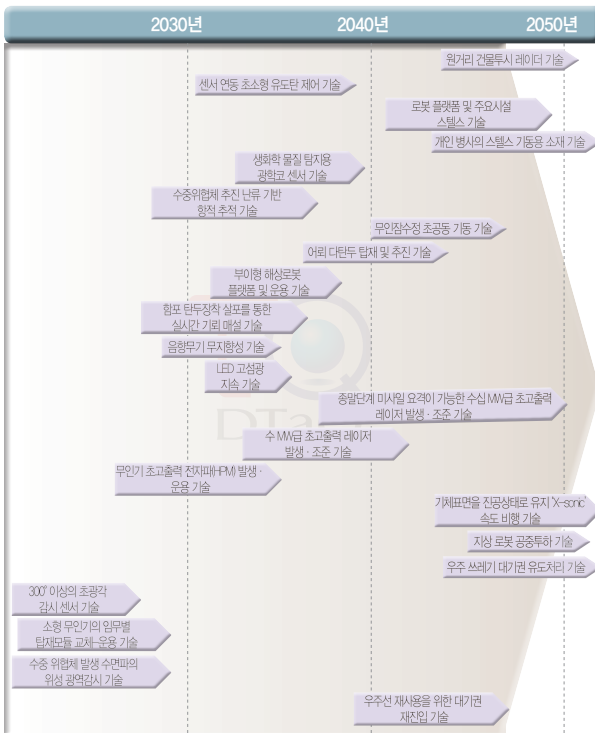 2030년 2040년 2050년
원거리 건물투시 레이더 기술
센서 연동 초소형 유도탄 제어 기술
로봇 플랫폼 및 주요시설
스텔스 기술
개인 병사의 스텔스 기동용 소재 기술
생화학 물질 탐지용
광학코 센서 기술
수중위협체 추진 난류 기반
항적 추적 기술
무인잠수정 초공동 기동 기술
어뢰 다탄두 탑재 및 추진 기술
부이형 해상로봇
플랫폼 및 운용 기술
함포 탄두장착 살포를 통한
실시간 기뢰 매설 기술
음향무기 무지향성 기술
LED 고섬광
지속 기술
종말단계 미사일 요격이 가능한 수십 MW급 초고출력
레이저 발생 · 조준 기술
수 MW급 초고출력 레이저
발생 · 조준 기술
무인기 초고출력 전자파(HPM) 발생 ·
운용 기술
기체표면을 진공상태로 유지 'X-sonic'
속도 비행 기술
지상 로봇 공중투하 기술
우주 쓰레기 대기권 유도처리 기술
300° 이상의 초광각
감시 센서 기술
소형 무인기의 임무별
탑재모듈 교체-운용 기술
수중 위협체 발생 수면파의
위성 광역감시 기술
우주선 재사용을 위한 대기권
재진입 기술
DTaQ